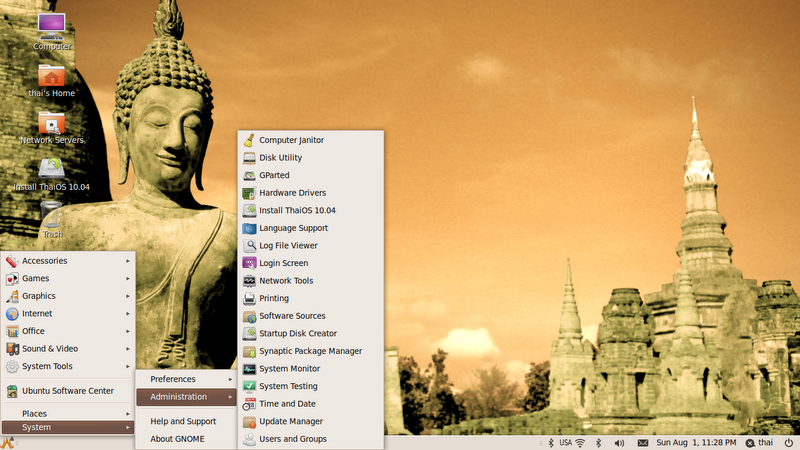 Computer
thai's Home
Network Servers
Install ThaiOS 10.04
Trash
Accessories
Games
Graphics
Internet
Office
Sound & Video
System Tools
Ubuntu Software Center
Places
System
Preferences
Administration
Help and Support
About GNOME
Computer Janitor
Disk Utility
GParted
Hardware Drivers
Install ThaiOS 10.04
Language Support
Log File Viewer
Login Screen
Network Tools
Printing
Software Sources
Startup Disk Creator
Synaptic Package Manager
System Monitor
System Testing
Time and Date
Update Manager
Users and Groups
USA Sun Aug 1, 11:28 PM thai